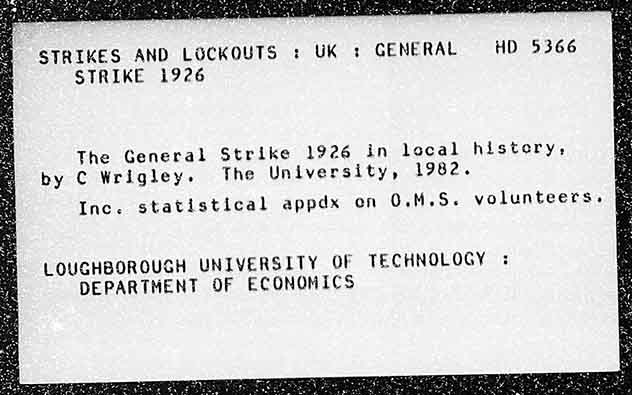 STRIKES AND LOCKOUTS : UK : GENERAL HD 5366
STRIKE 1926
The General Strike 1926 in local history,
by C Wrigley. The University, 1982.
Inc. statistical appdx on O.M.S. volunteers.
LOUGHBOROUGH UNIVERSITY OF TECHNOLOGY :
DEPARTMENT OF ECONOMICS